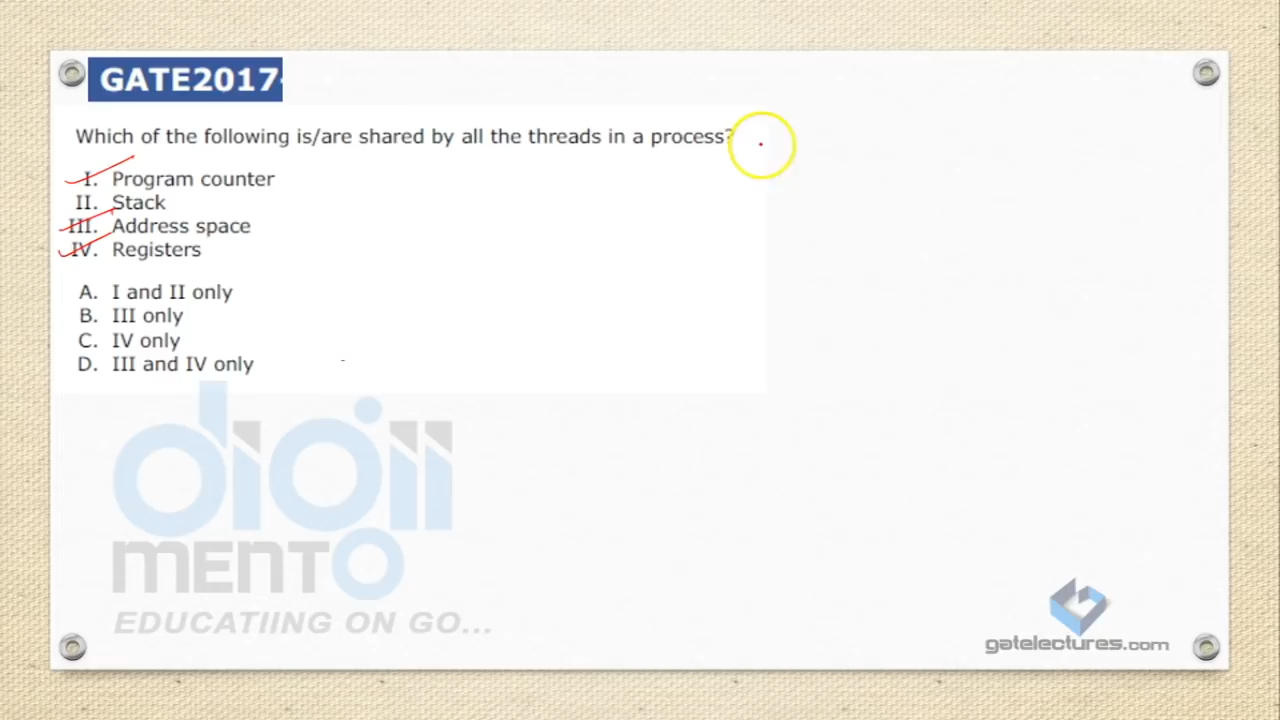 GATE2017-
Which of the following is/are shared by all the threads in a process?
I. Program counter
II. Stack
III. Address space
IV. Registers
A. I and II only
B. III only
C. IV only
D. III and IV only
digii
MENTO
EDUCATIING ON GO...
gatelectures.com